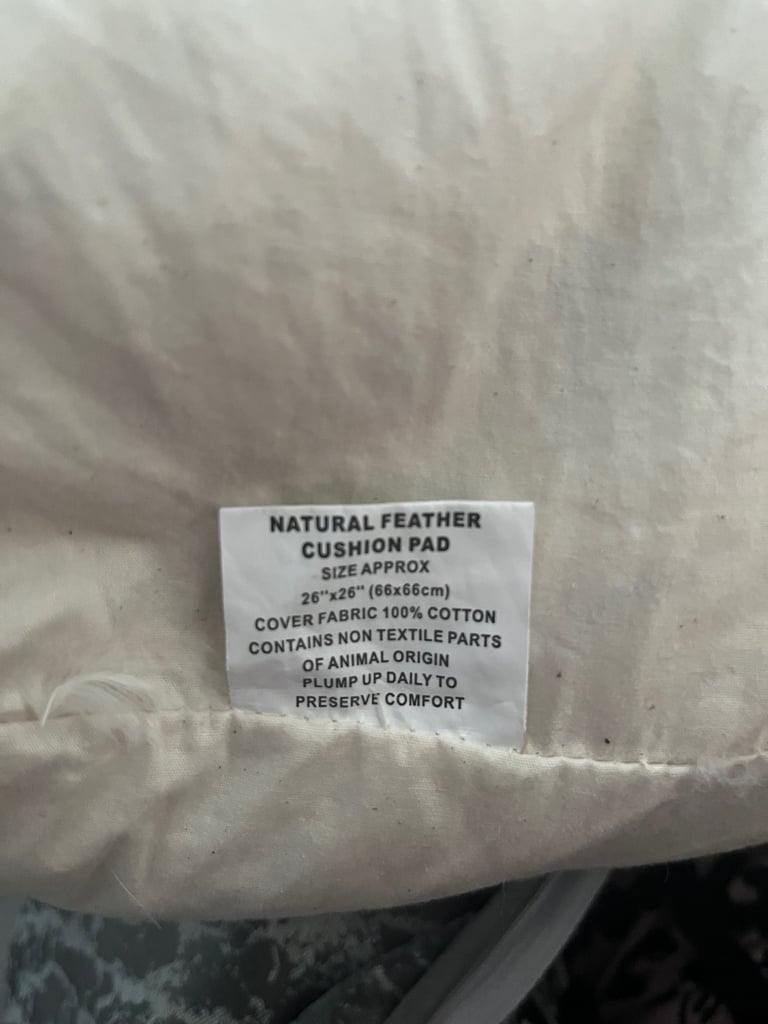 NATURAL FEATHER
CUSHION PAD
SIZE APPROX
26"x26" (66x66cm)
COVER FABRIC 100% COTTON
CONTAINS NON TEXTILE PARTS
OF ANIMAL ORIGIN
PLUMP UP DAILY TO
PRESERVE COMFORT